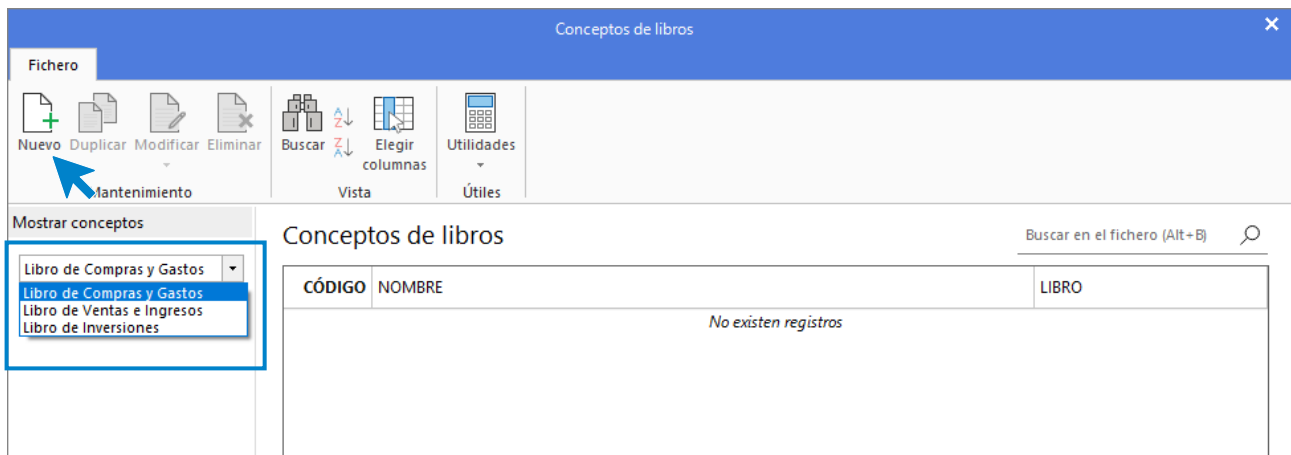 Conceptos de libros
Fichero
Nuevo Duplicar Modificar Eliminar
Buscar
A
Z
Z
A
Elegir
columnas
Utilidades
Mantenimiento
Vista
Útiles
Mostrar conceptos
Libro de Compras y Gastos
Libro de Compras y Gastos
Libro de Ventas e Ingresos
Libro de Inversiones
Conceptos de libros
Buscar en el fichero (Alt+B)
CÓDIGO NOMBRE LIBRO
No existen registros